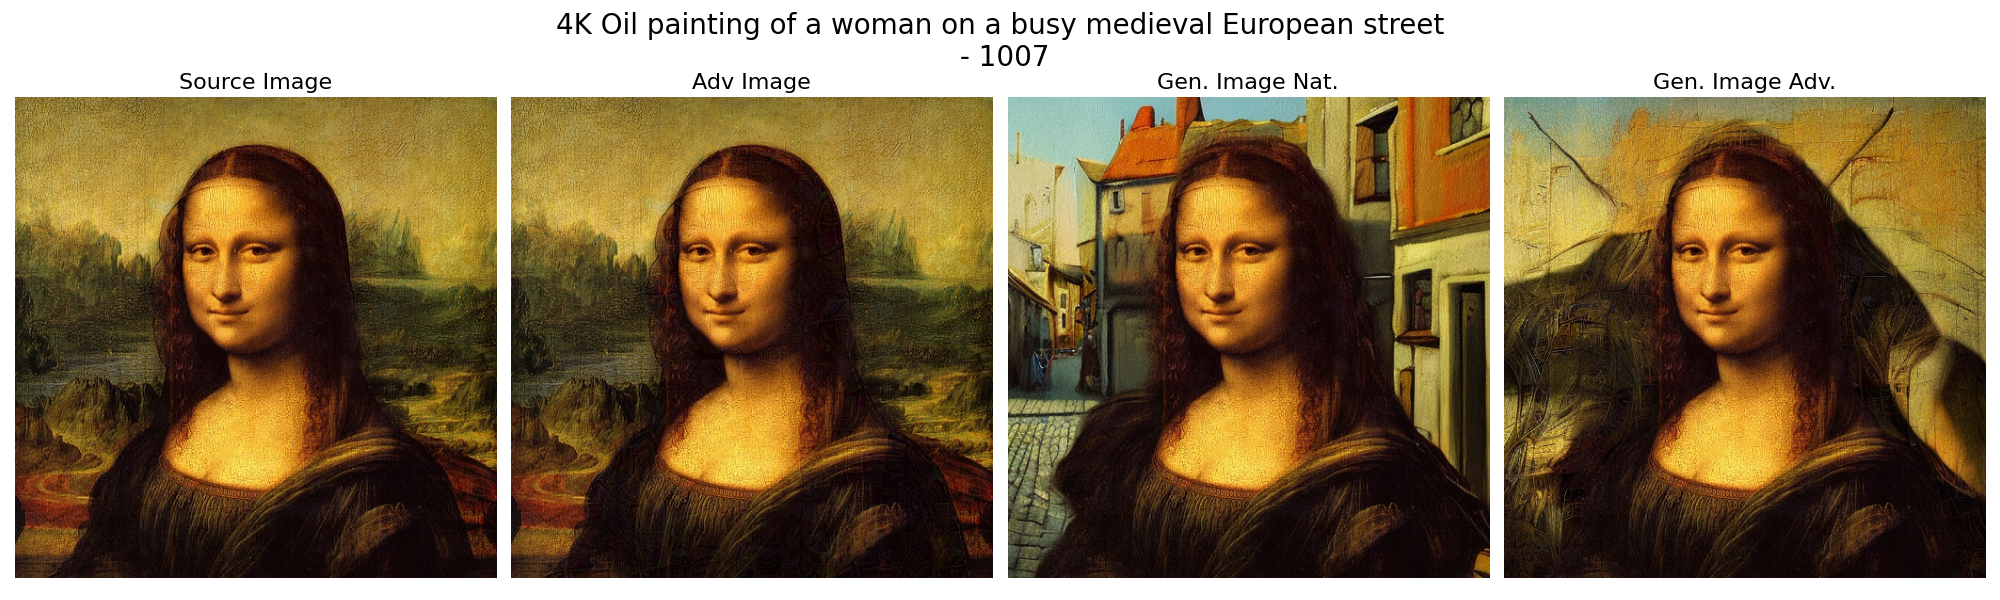 4K Oil painting of a woman on a busy medieval European street
- 1007
Source Image
Adv Image
Gen. Image Nat.
Gen. Image Adv.